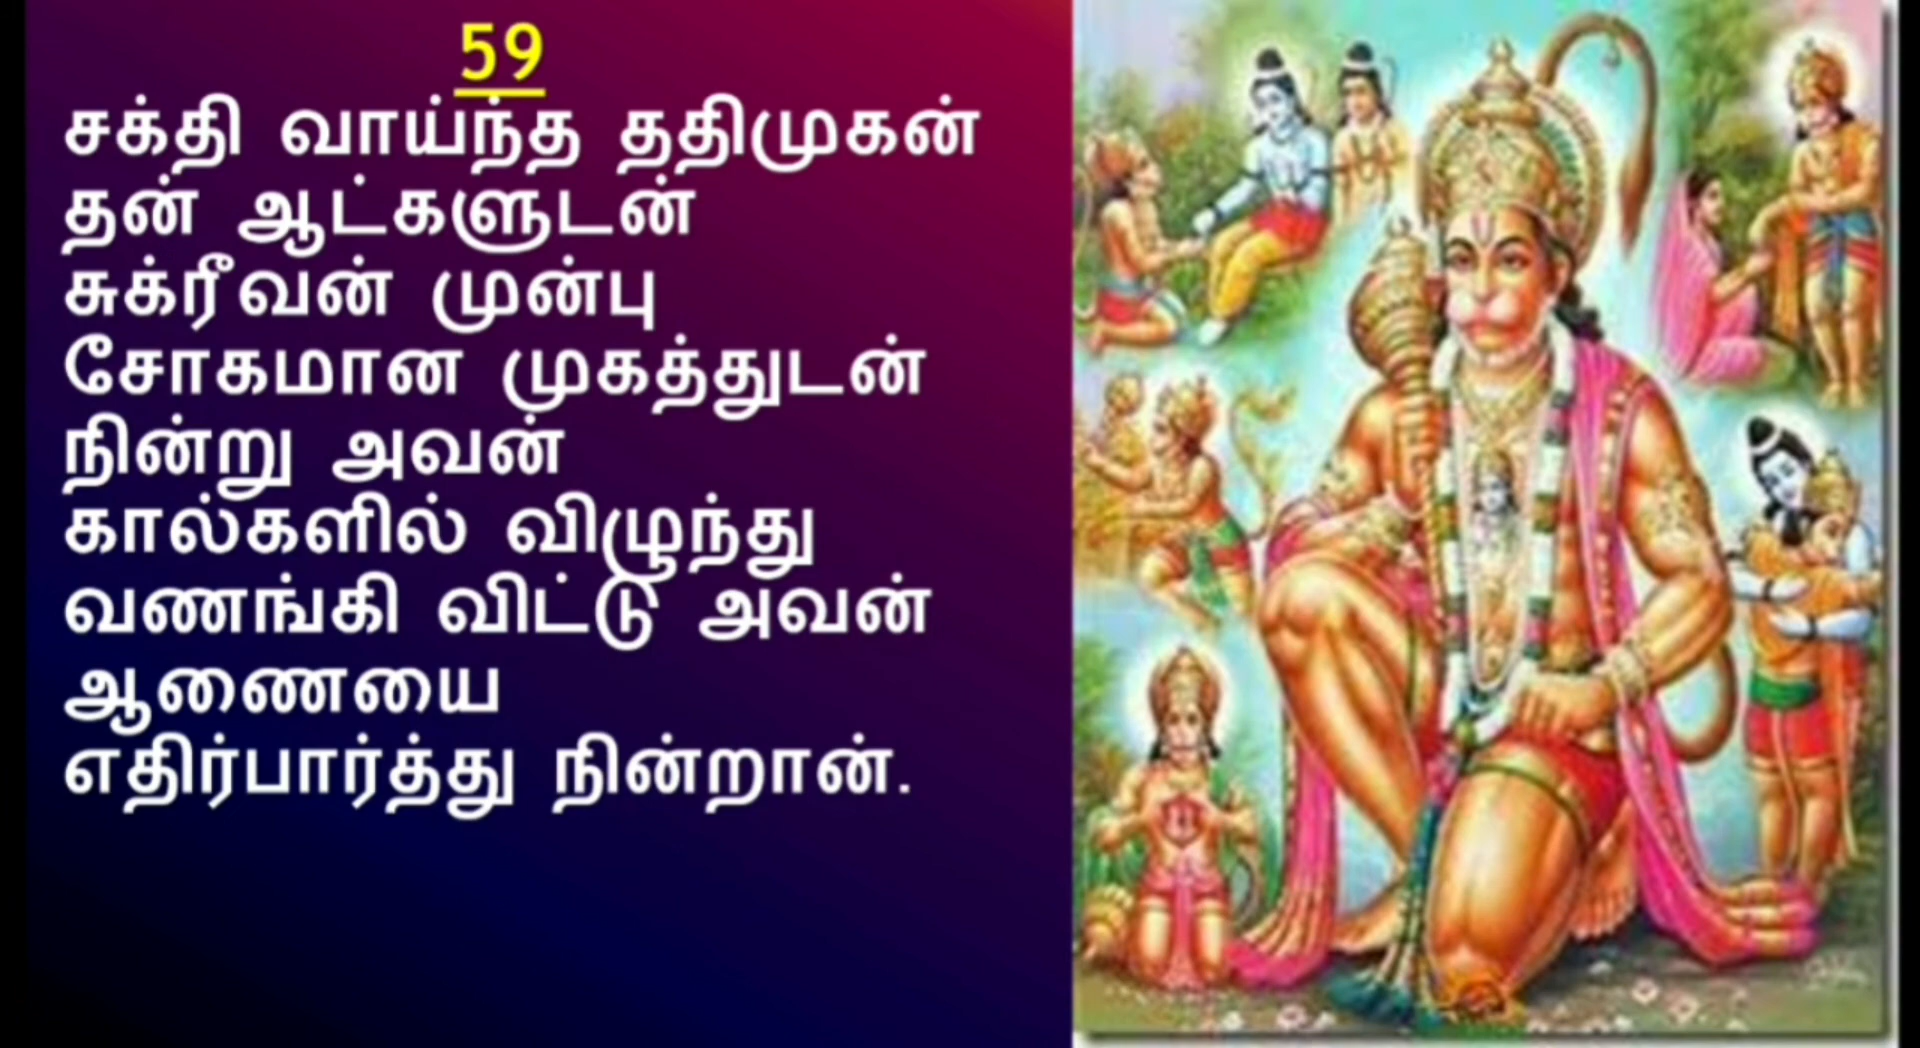 59
சக்தி வாய்ந்த ததிமுகன்
தன் ஆட்களுடன்
சுக்ரீவன் முன்பு
சோகமான முகத்துடன்
நின்று அவன்
கால்களில் விழுந்து
வணங்கி விட்டு அவன்
ஆணையை
எதிர்பார்த்து நின்றான்.